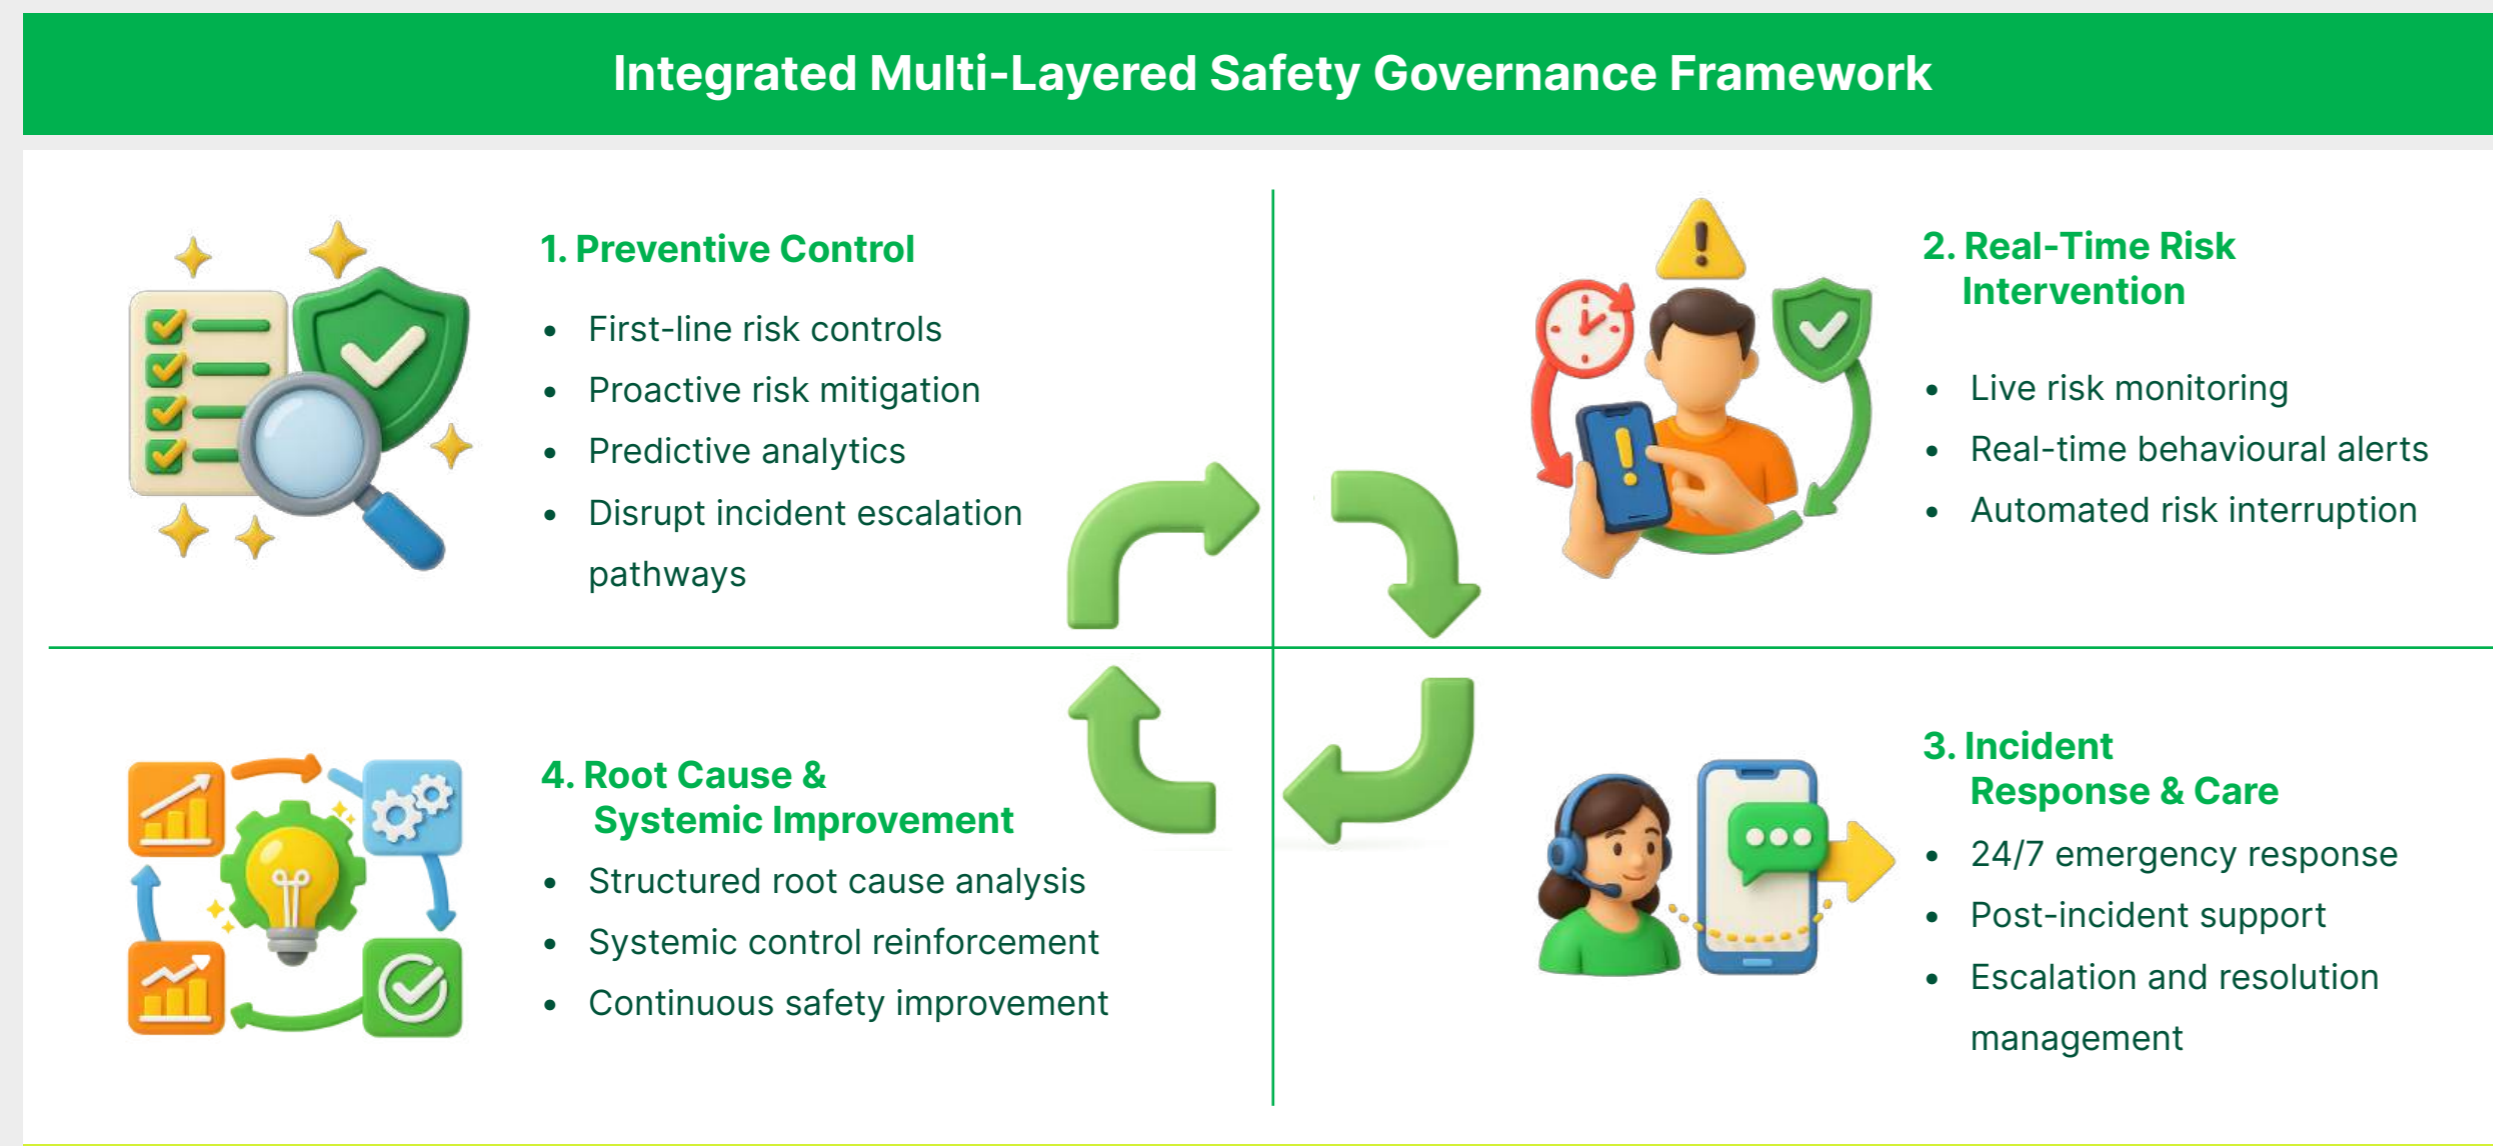 Integrated Multi-Layered Safety Governance Framework
1. Preventive Control
• First-line risk controls
• Proactive risk mitigation
• Predictive analytics
• Disrupt incident escalation
pathways
2. Real-Time Risk
Intervention
• Live risk monitoring
• Real-time behavioural alerts
• Automated risk interruption
3. Incident
Response & Care
• 24/7 emergency response
• Post-incident support
• Escalation and resolution
management
4. Root Cause &
Systemic Improvement
• Structured root cause analysis
• Systemic control reinforcement
• Continuous safety improvement